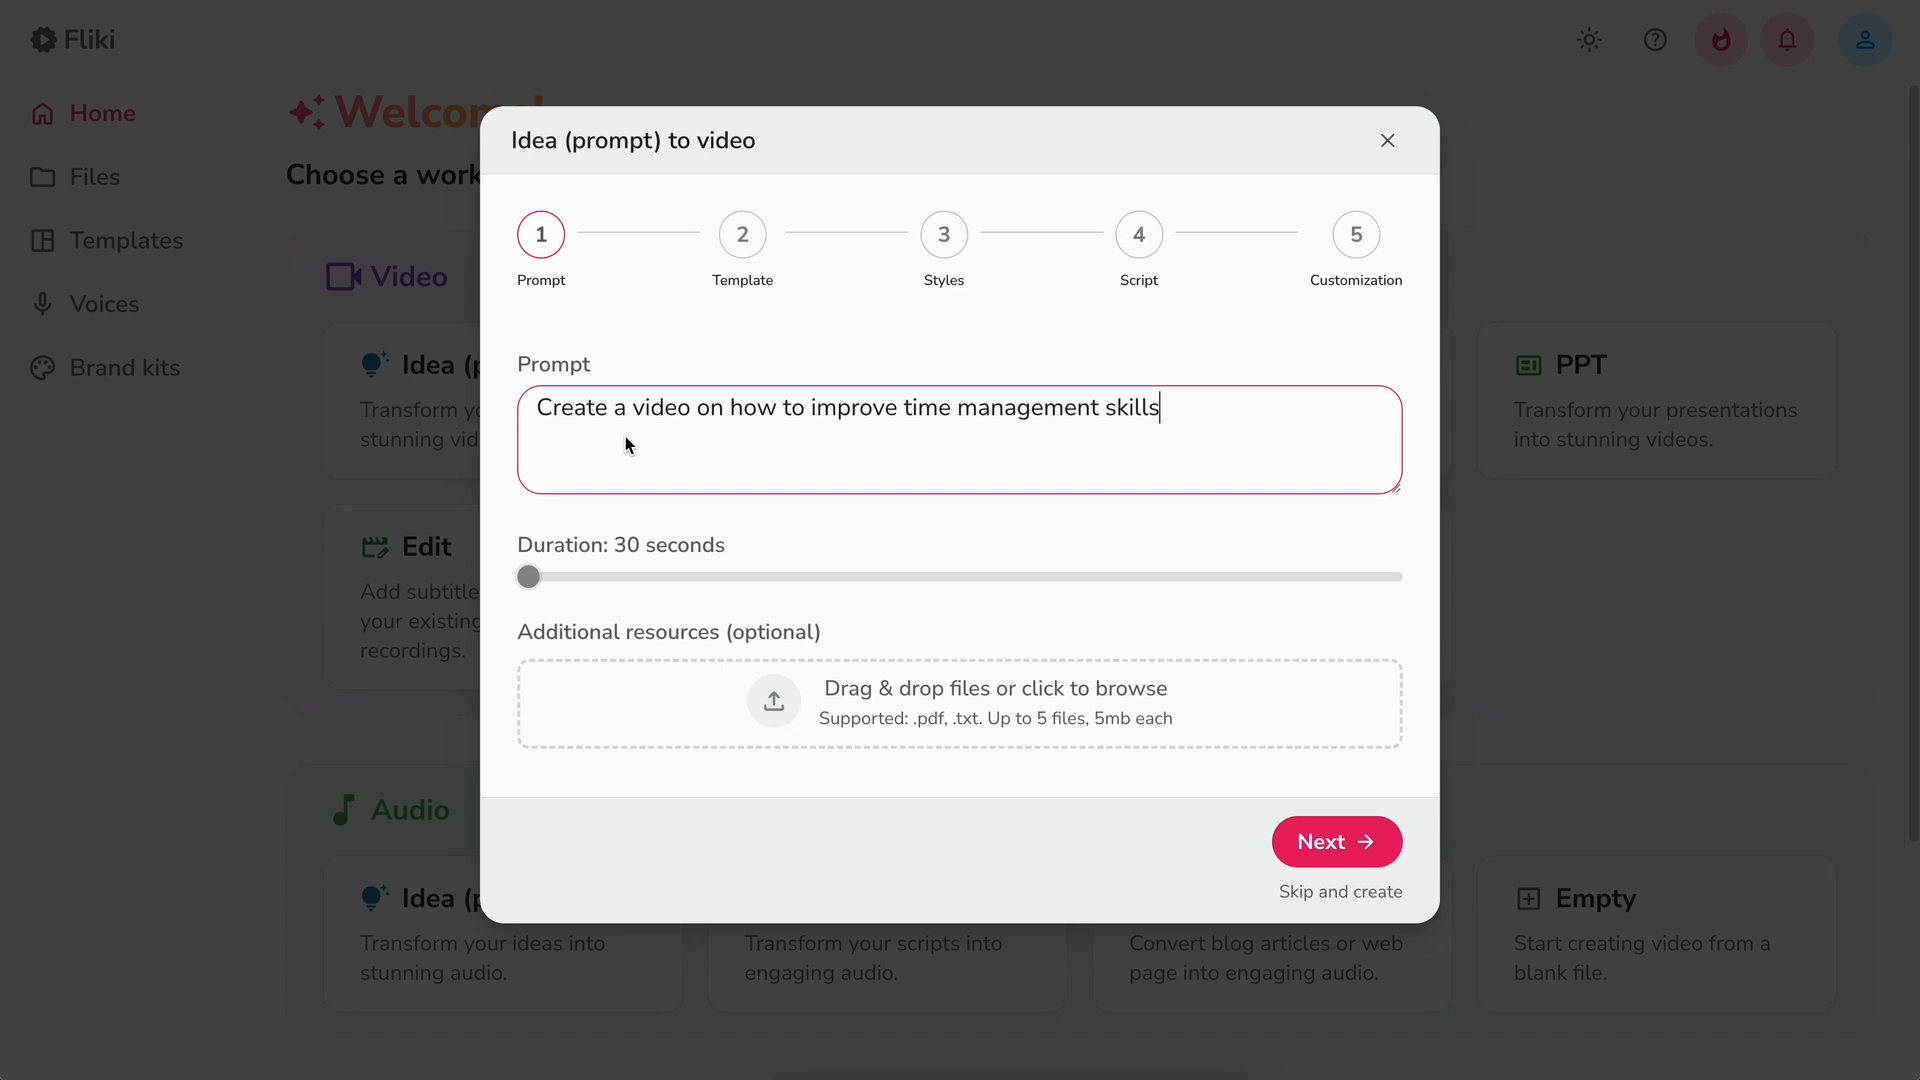 Fliki
Home
Files
Templates
Voices
Brand kits
Welcome!
Choose a work
Video
Idea (p
Transform yo
stunning vid
PPT
Transform your presentations
into stunning videos.
Edit
Add subtitle
your existing
recordings.
Idea (prompt) to video
1
2
3
4
5
Prompt
Template
Styles
Script
Customization
Prompt
Create a video on how to improve time management skills
Duration: 30 seconds
Additional resources (optional)
Drag & drop files or click to browse
Supported: .pdf, .txt. Up to 5 files, 5mb each
Next
Skip and create
Audio
Idea (p
Transform your ideas into
stunning audio.
Transform your scripts into
engaging audio.
Convert blog articles or web
page into engaging audio.
Empty
Start creating video from a
blank file.